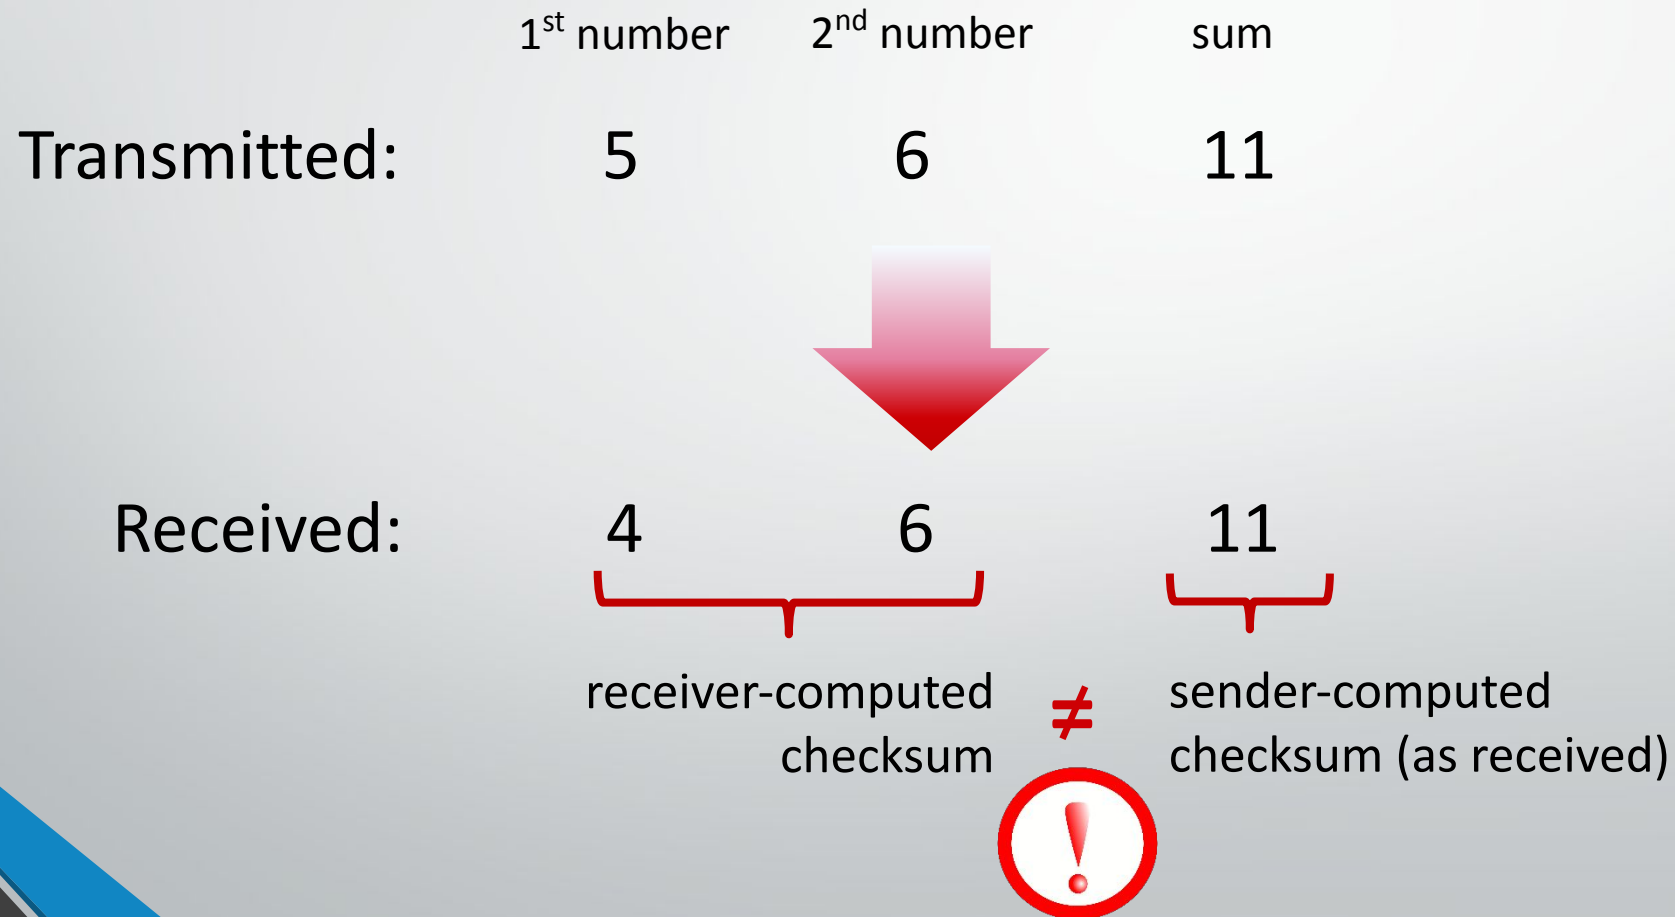 1st number 2nd number sum
Transmitted: 5 6 11
Received: 4 6 11
receiver-computed ≠ sender-computed
checksum checksum (as received)
!